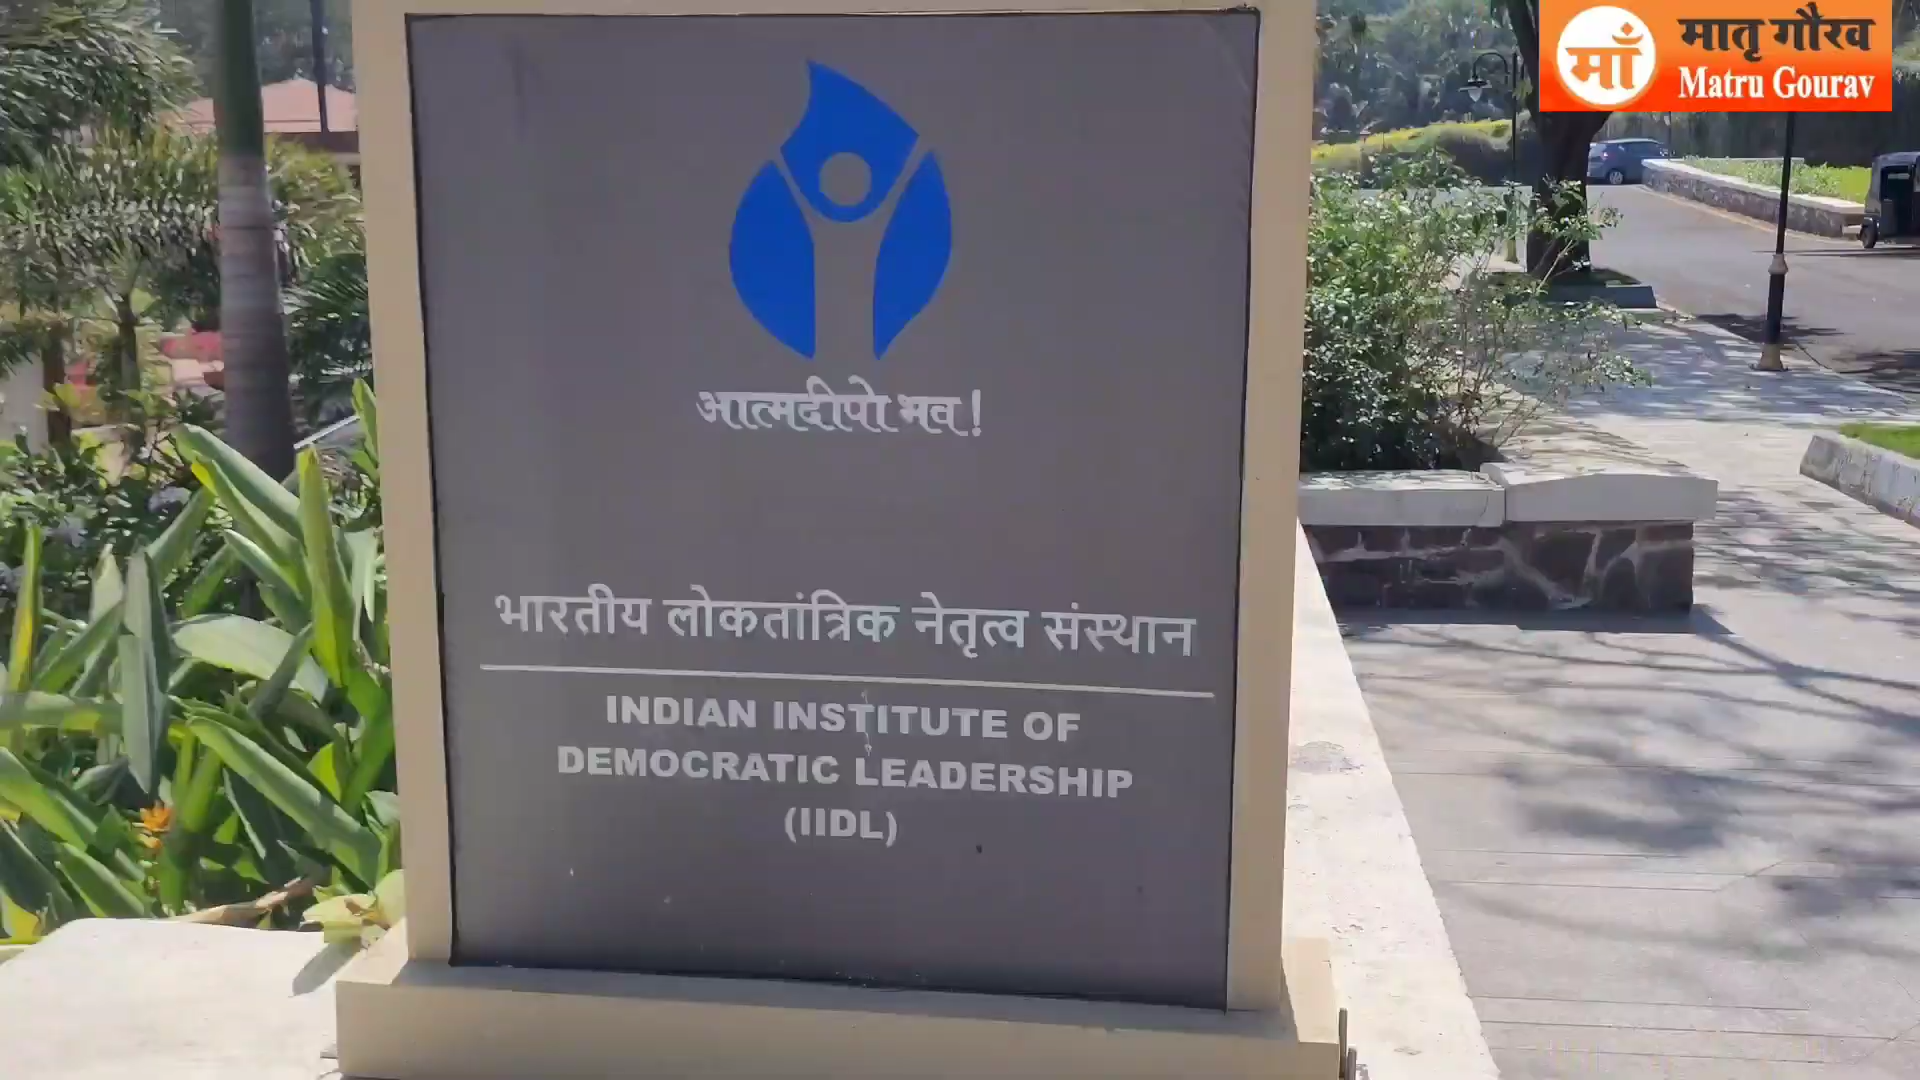 माँ
मातृ गौरव
Matru Gourav
आत्मदीपो भव!
भारतीय लोकतांत्रिक नेतृत्व संस्थान
INDIAN INSTITUTE OF
DEMOCRATIC LEADERSHIP
(IIDL)